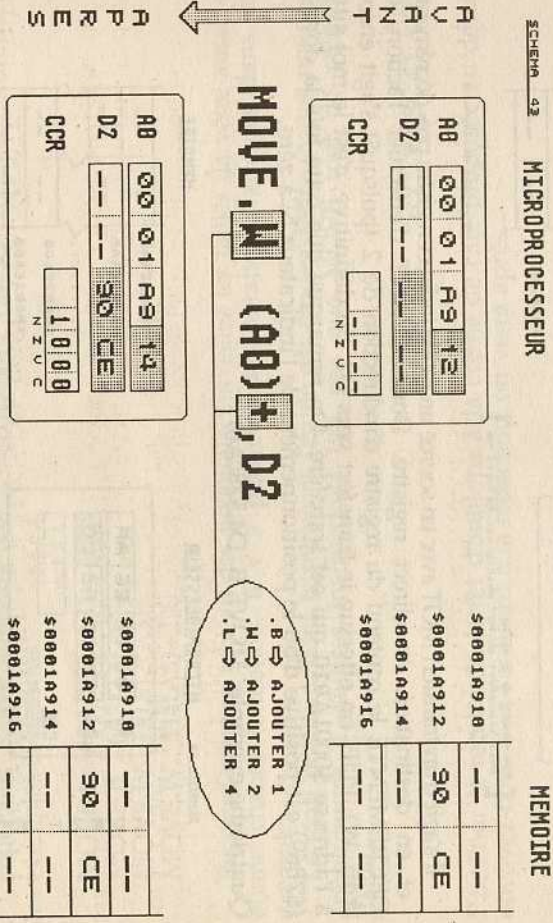 SCHEMA 43
MICROPROCESSEUR
MEMOIRE
AVANT
A0 00 01 A9 12
D2 -- -- -- --
CCR - - - -
N Z V C
$0001A910 -- --
$0001A912 90 CE
$0001A914 -- --
$0001A916 -- --
MOVE.W (A0)+,D2
.B ⇨ AJOUTER 1
.W ⇨ AJOUTER 2
.L ⇨ AJOUTER 4
APRES
A0 00 01 A9 14
D2 -- -- 90 CE
CCR 1 0 0 0
N Z V C
$0001A910 -- --
$0001A912 90 CE
$0001A914 -- --
$0001A916 -- --